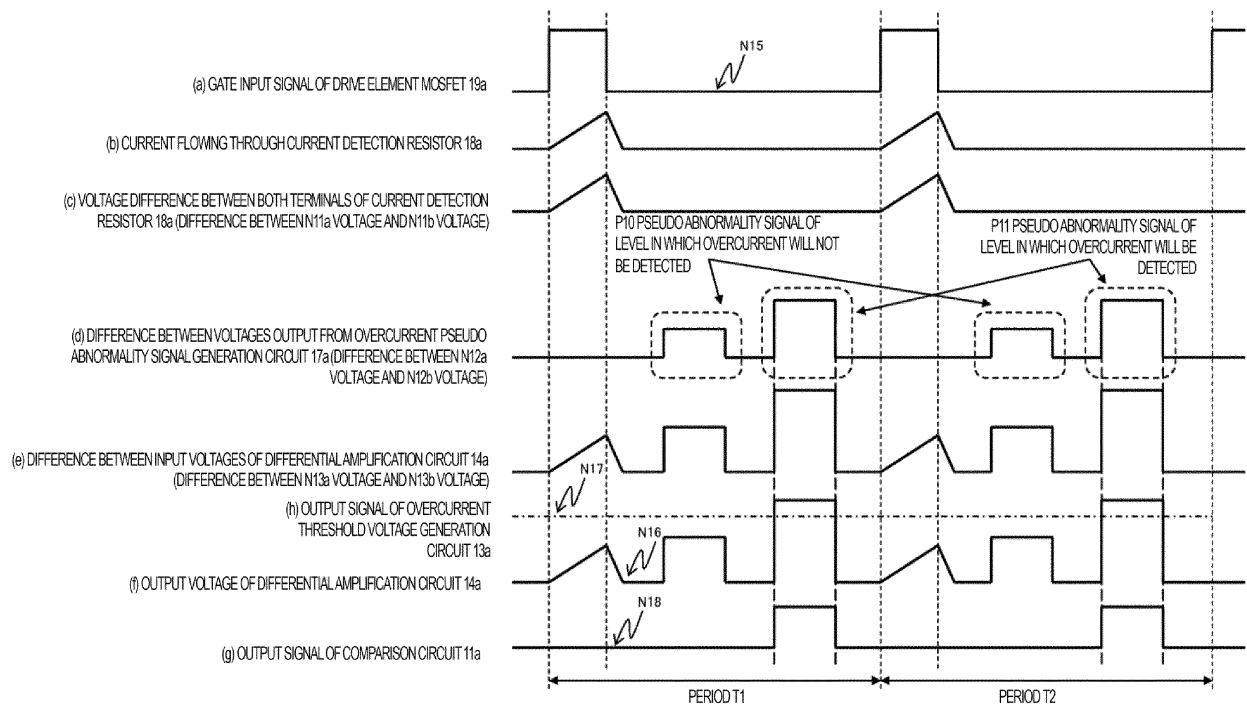 N15
(a) GATE INPUT SIGNAL OF DRIVE ELEMENT MOSFET 19a
(b) CURRENT FLOWING THROUGH CURRENT DETECTION RESISTOR 18a
(c) VOLTAGE DIFFERENCE BETWEEN BOTH TERMINALS OF CURRENT DETECTION
RESISTOR 18a (DIFFERENCE BETWEEN N11a VOLTAGE AND N11b VOLTAGE)
P10 PSEUDO ABNORMALITY SIGNAL OF
LEVEL IN WHICH OVERCURRENT WILL NOT
BE DETECTED
P11 PSEUDO ABNORMALITY SIGNAL OF
LEVEL IN WHICH OVERCURRENT WILL BE
DETECTED
(d) DIFFERENCE BETWEEN VOLTAGES OUTPUT FROM OVERCURRENT PSEUDO
ABNORMALITY SIGNAL GENERATION CIRCUIT 17a (DIFFERENCE BETWEEN N12a
VOLTAGE AND N12b VOLTAGE)
(e) DIFFERENCE BETWEEN INPUT VOLTAGES OF DIFFERENTIAL AMPLIFICATION CIRCUIT 14a
(DIFFERENCE BETWEEN N13a VOLTAGE AND N13b VOLTAGE)
N17
(h) OUTPUT SIGNAL OF OVERCURRENT
THRESHOLD VOLTAGE GENERATION
CIRCUIT 13a
N16
(f) OUTPUT VOLTAGE OF DIFFERENTIAL AMPLIFICATION CIRCUIT 14a
N18
(g) OUTPUT SIGNAL OF COMPARISON CIRCUIT 11a
PERIOD T1
PERIOD T2